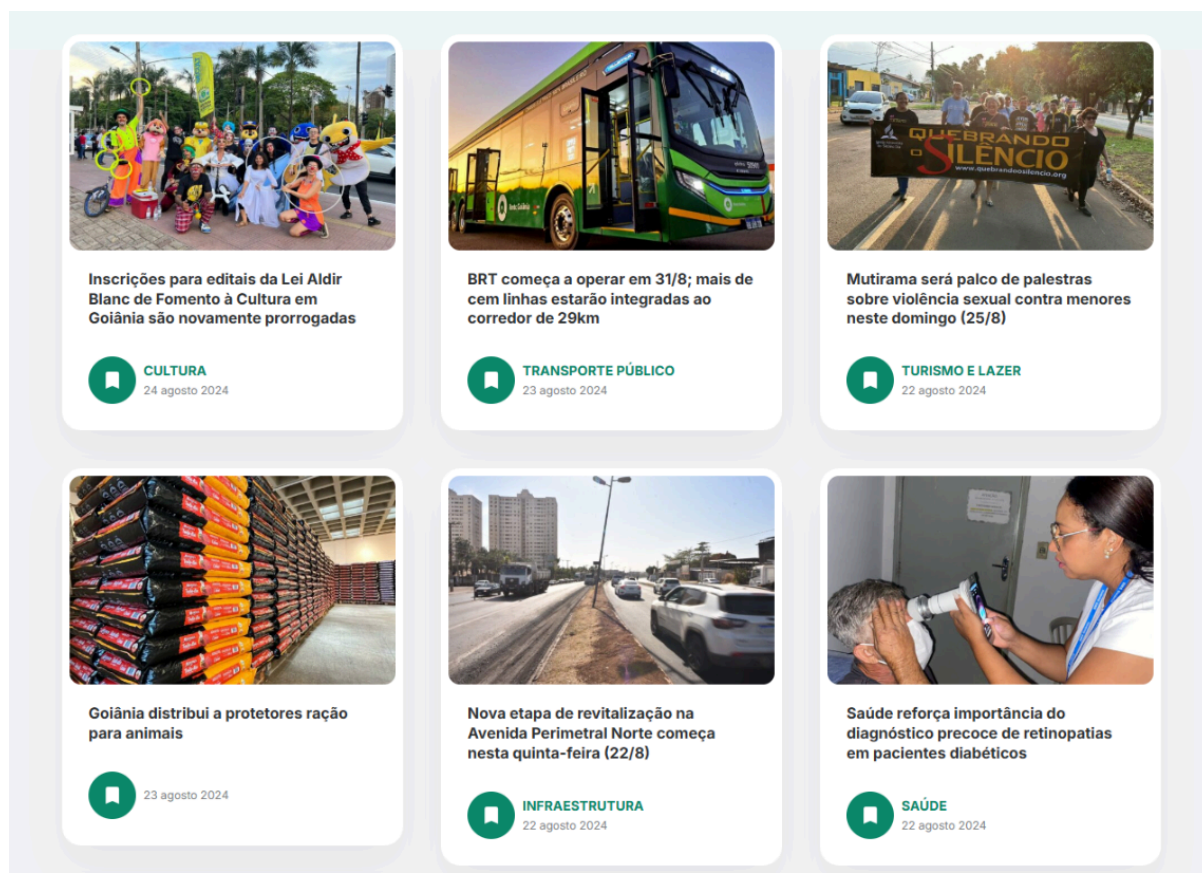 QUEBRANDO
O SILÊNCIO
www.quebrandoosilencio.org
Inscrições para editais da Lei Aldir
Blanc de Fomento à Cultura em
Goiânia são novamente prorrogadas
CULTURA
24 agosto 2024
BRT começa a operar em 31/8; mais de
cem linhas estarão integradas ao
corredor de 29km
TRANSPORTE PÚBLICO
23 agosto 2024
Mutirama será palco de palestras
sobre violência sexual contra menores
neste domingo (25/8)
TURISMO E LAZER
22 agosto 2024
Goiânia distribui a protetores ração
para animais
23 agosto 2024
Nova etapa de revitalização na
Avenida Perimetral Norte começa
nesta quinta-feira (22/8)
INFRAESTRUTURA
22 agosto 2024
Saúde reforça importância do
diagnóstico precoce de retinopatias
em pacientes diabéticos
SAÚDE
22 agosto 2024